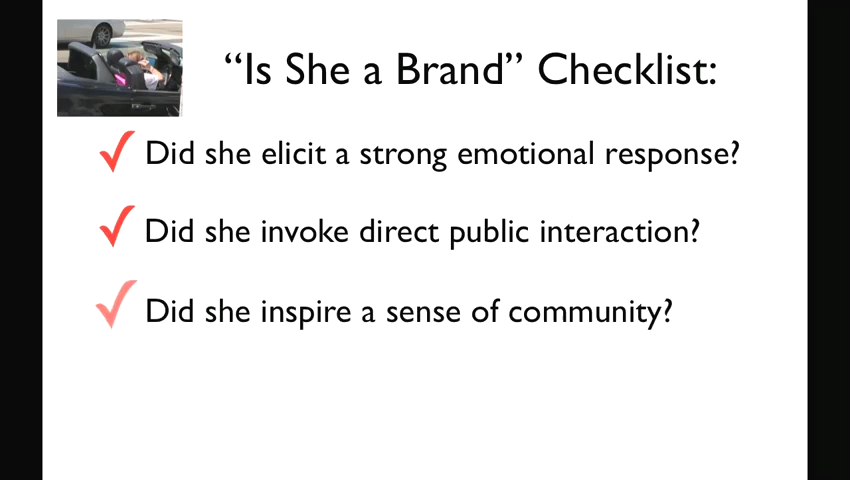 “Is She a Brand” Checklist:
Did she elicit a strong emotional response?
Did she invoke direct public interaction?
Did she inspire a sense of community?